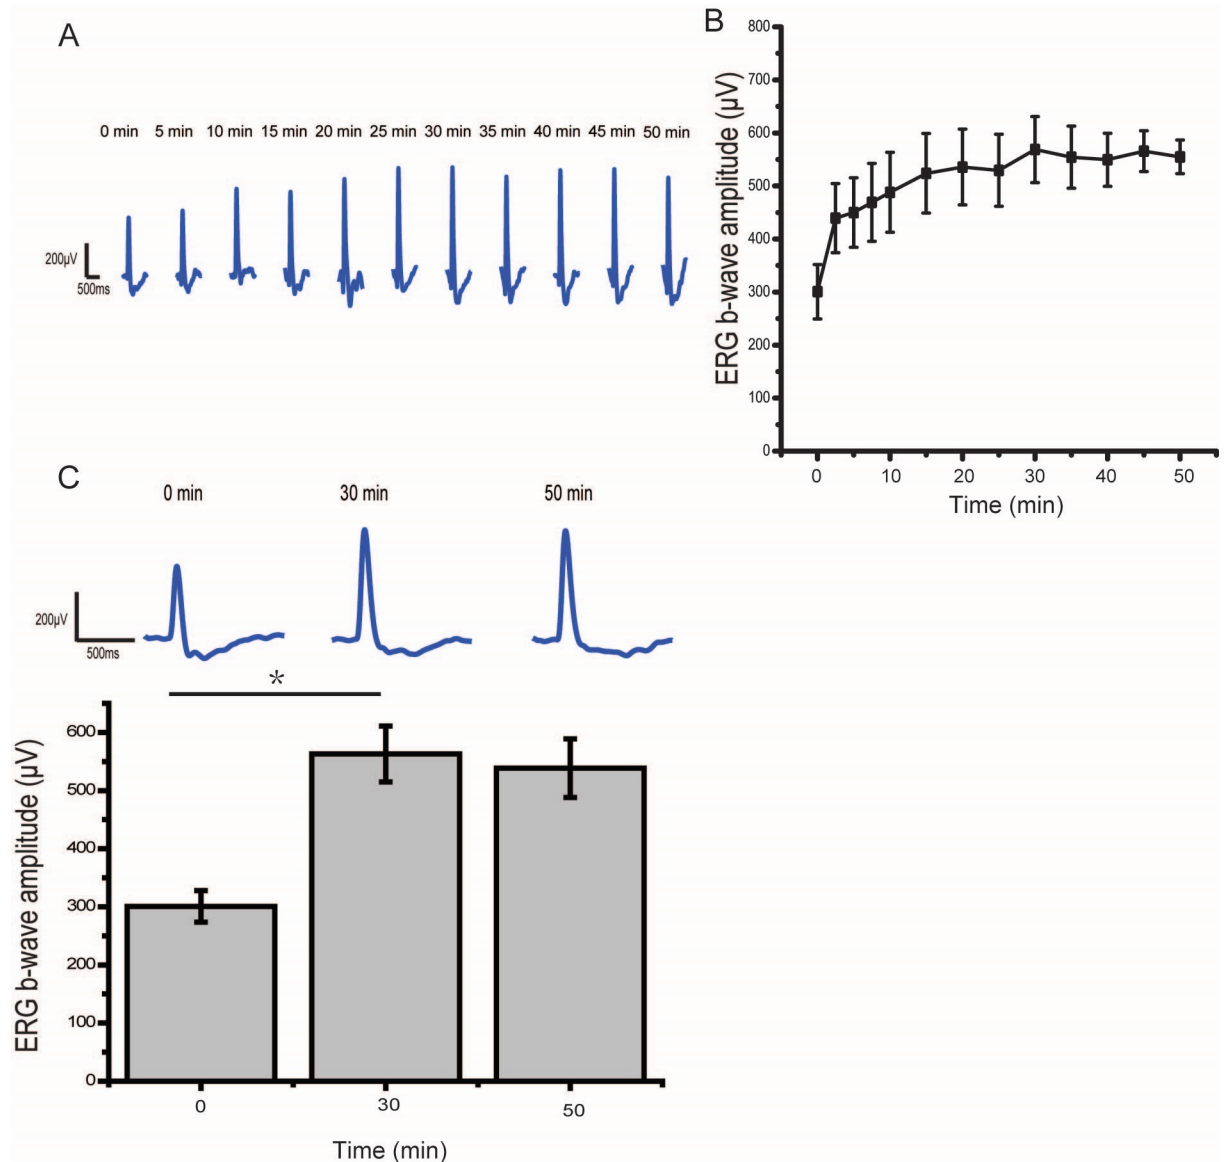 A
0 min 5 min 10 min 15 min 20 min 25 min 30 min 35 min 40 min 45 min 50 min
200µV
500ms
B
800
700
600
500
400
300
200
100
0
ERG b-wave amplitude (µV)
0 10 20 30 40 50
Time (min)
C
0 min 30 min 50 min
200µV
500ms
*
600
500
400
300
200
100
0
ERG b-wave amplitude (µV)
0 30 50
Time (min)